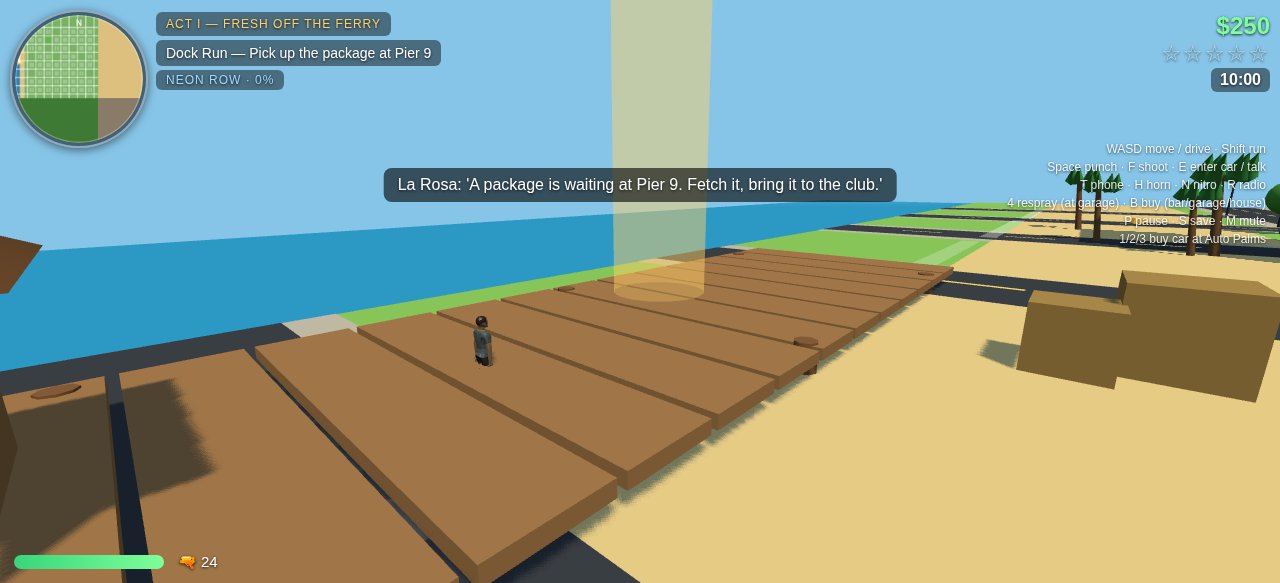 N
ACT I — FRESH OFF THE FERRY
Dock Run — Pick up the package at Pier 9
NEON ROW · 0%
$250
10:00
WASD move / drive · Shift run
Space punch · F shoot · E enter car / talk
T phone · H horn · N nitro · R radio
4 respray (at garage) · B buy (bar/garage/house)
P pause · S save · M mute
1/2/3 buy car at Auto Palms
La Rosa: 'A package is waiting at Pier 9. Fetch it, bring it to the club.'
24